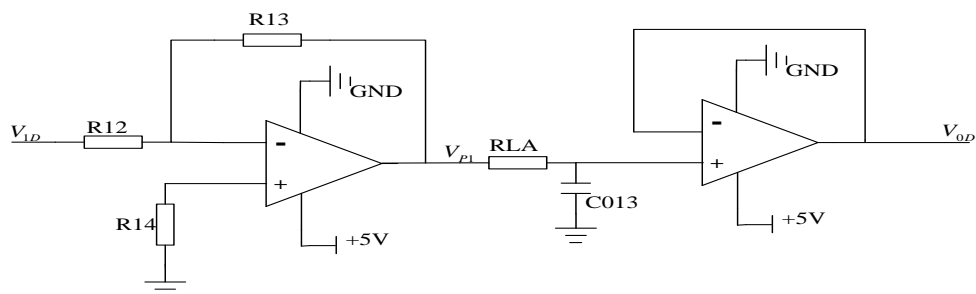 R13
GND
GND
V1D
R12
-
VP1
RLA
-
V0D
+
+
C013
R14
+5V
+5V